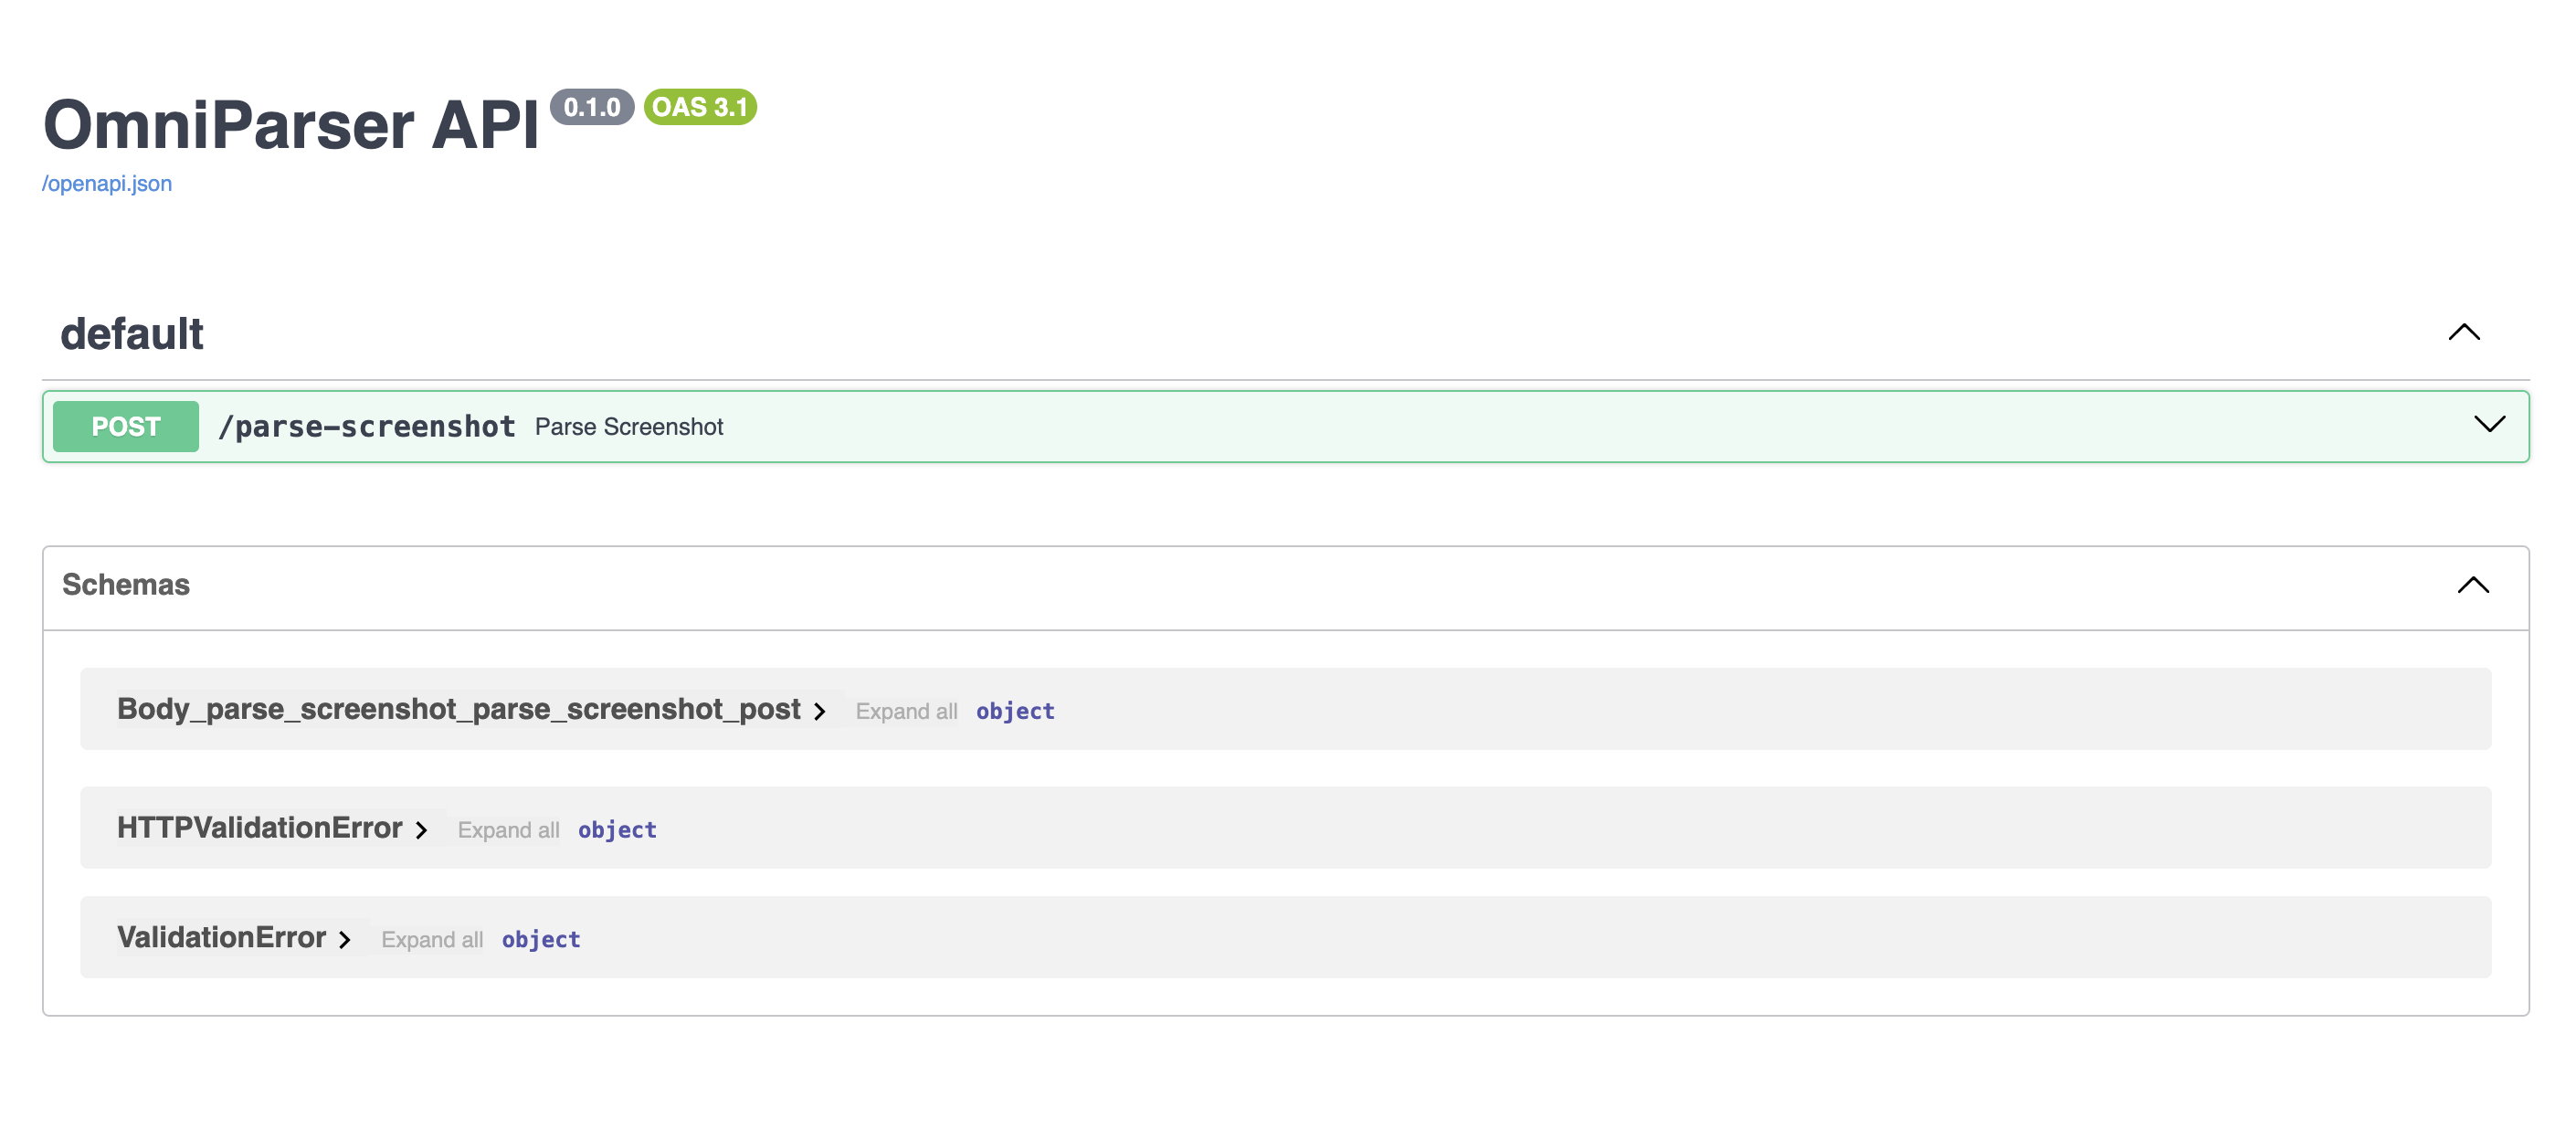 OmniParser API 0.1.0 OAS 3.1
/openapi.json
default
POST /parse-screenshot Parse Screenshot
Schemas
Body_parse_screenshot_parse_screenshot_post Expand all object
HTTPValidationError Expand all object
ValidationError Expand all object